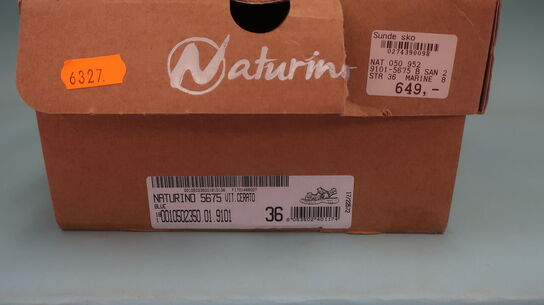 Sunde sko
0274390098
NAT 050 952
9101-5675 B SAN 2
STR 36 MARINE 8
649,-
6327.
Naturino
NATURINO 5675 VIT.CERATO
BLUE
0010502350.01.9101
36